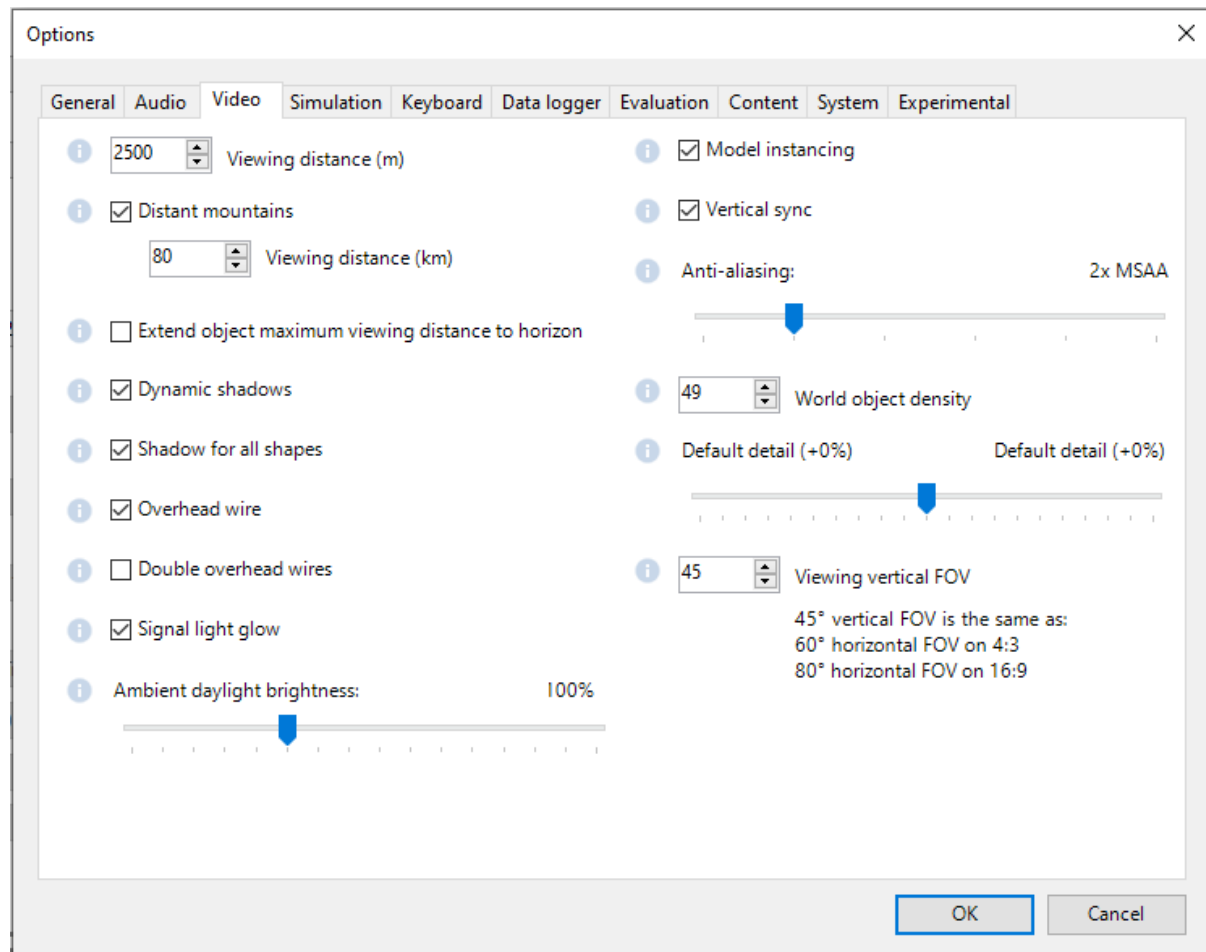 Options
General Audio Video Simulation Keyboard Data logger Evaluation Content System Experimental
2500 Viewing distance (m)
Distant mountains
80 Viewing distance (km)
Extend object maximum viewing distance to horizon
Dynamic shadows
Shadow for all shapes
Overhead wire
Double overhead wires
Signal light glow
Ambient daylight brightness: 100%
Model instancing
Vertical sync
Anti-aliasing: 2x MSAA
49 World object density
Default detail (+0%) Default detail (+0%)
45 Viewing vertical FOV
45° vertical FOV is the same as:
60° horizontal FOV on 4:3
80° horizontal FOV on 16:9
OK Cancel